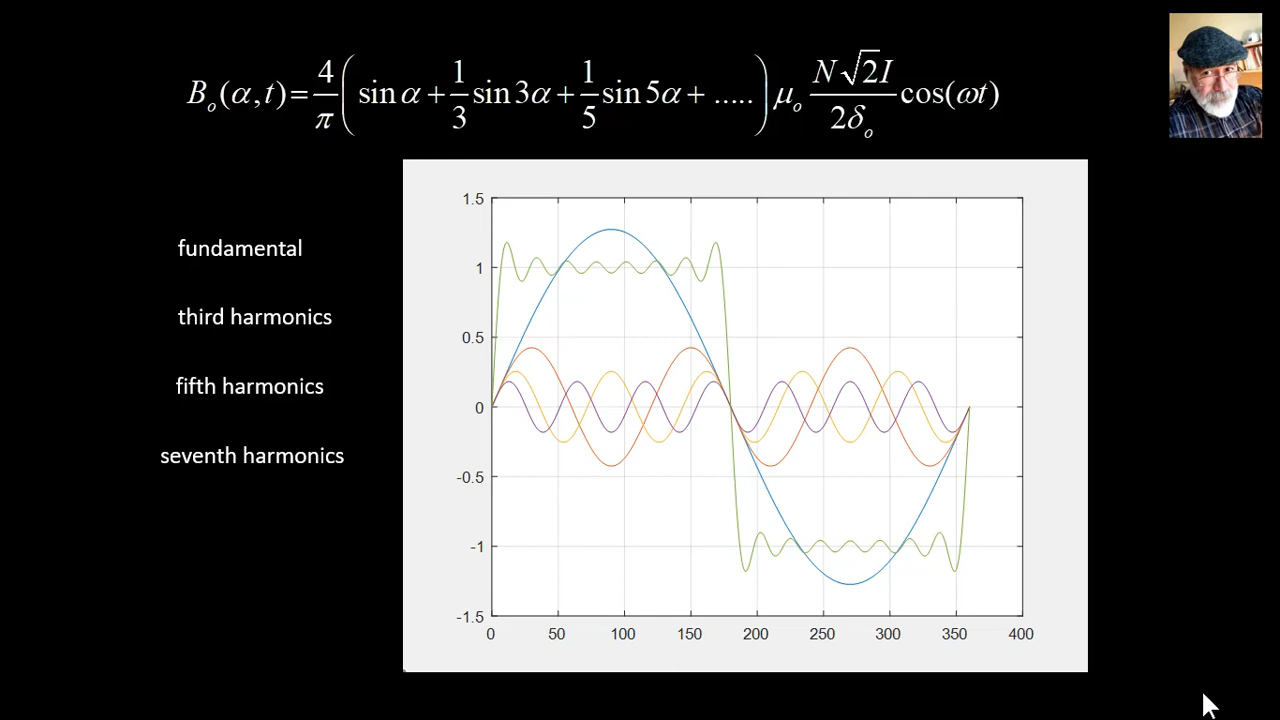 B_o(α,t)= 4/π ( sin α + 1/3 sin 3α + 1/5 sin 5α + ..... ) μ_o N√2I/2δ_o cos(ωt)
fundamental
third harmonics
fifth harmonics
seventh harmonics
1.5
1
0.5
0
-0.5
-1
-1.5
0 50 100 150 200 250 300 350 400